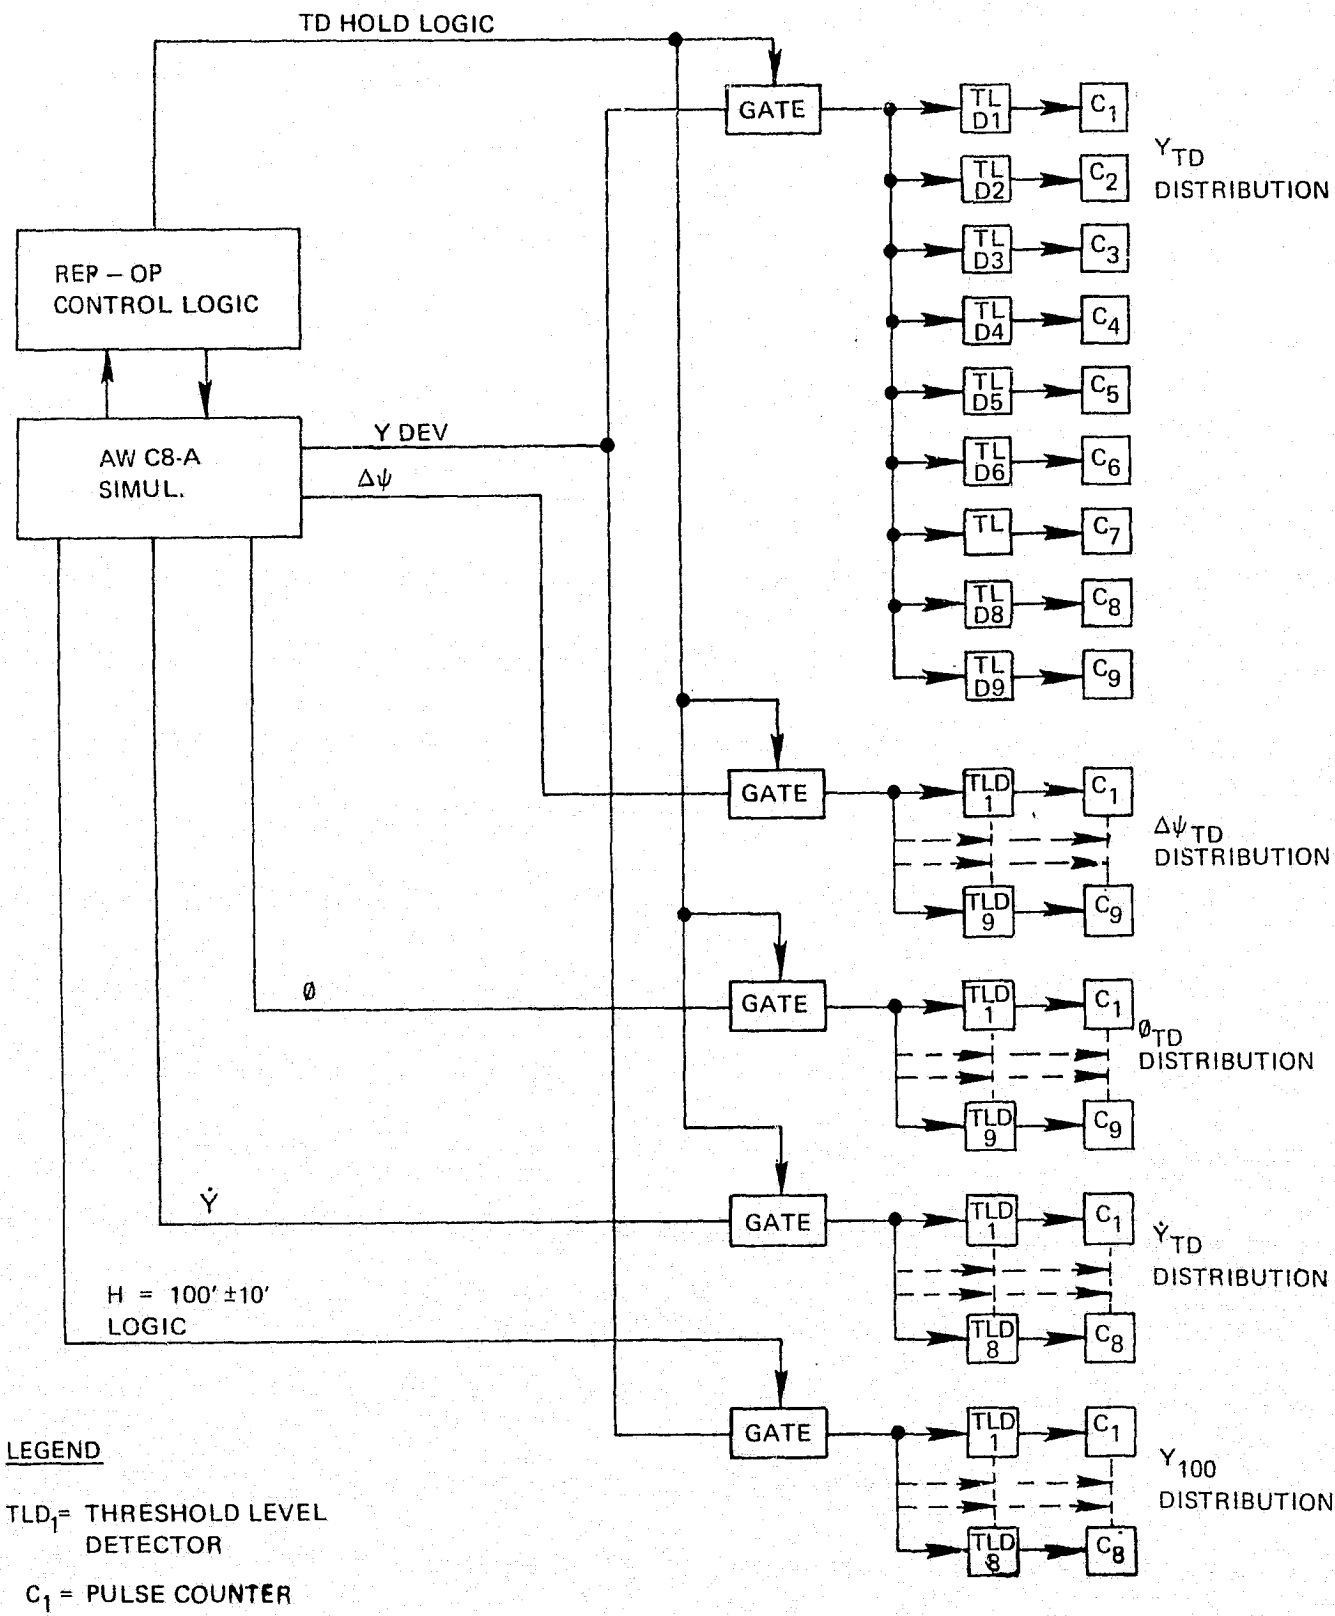 TD HOLD LOGIC
GATE
TL D1
C1
YTD
DISTRIBUTION
TL D2
C2
TL D3
C3
TL D4
C4
TL D5
C5
TL D6
C6
TL
C7
TL D8
C8
TL D9
C9
REP – OP
CONTROL LOGIC
AW C8-A
SIMUL.
Y DEV
Δψ
GATE
TLD 1
C1
ΔψTD
DISTRIBUTION
TLD 9
C9
Ø
GATE
TLD 1
C1
ØTD
DISTRIBUTION
TLD 9
C9
Ẏ
GATE
TLD 1
C1
ẎTD
DISTRIBUTION
TLD 8
C8
H = 100' ±10'
LOGIC
GATE
TLD 1
C1
Y100
DISTRIBUTION
TLD 8
C8
LEGEND
TLD1= THRESHOLD LEVEL
DETECTOR
C1 = PULSE COUNTER